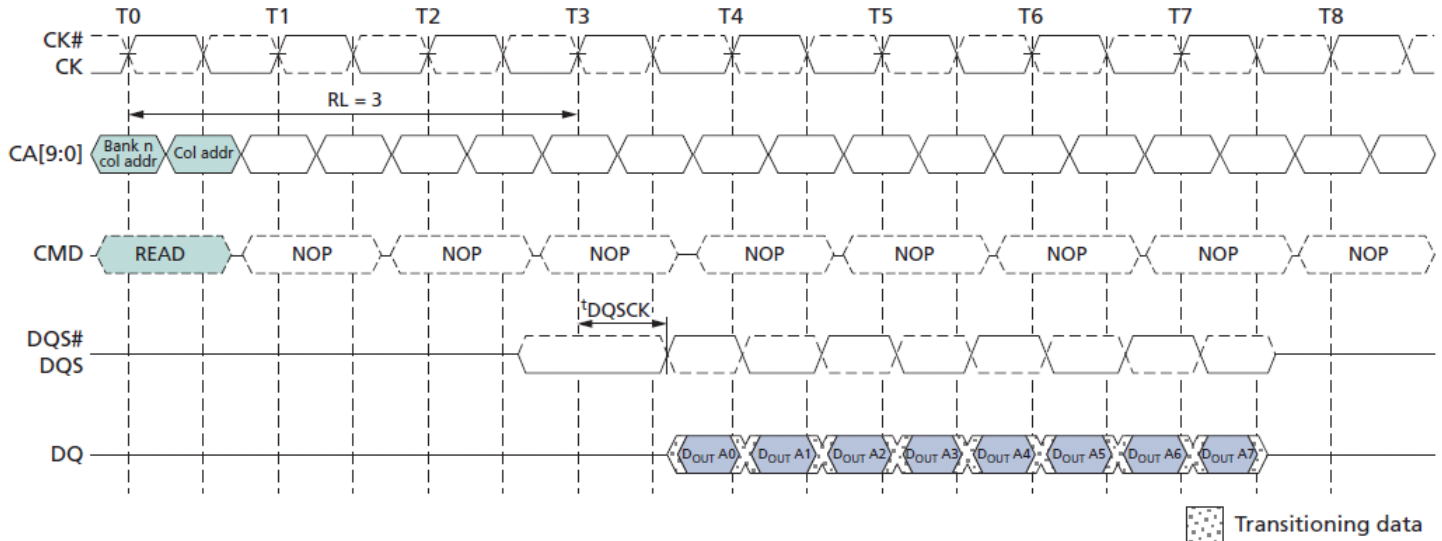 T0 T1 T2 T3 T4 T5 T6 T7 T8
CK#
CK
RL = 3
CA[9:0] Bank n col addr Col addr
CMD READ NOP NOP NOP NOP NOP NOP NOP NOP
tDQSCK
DQS#
DQS
DQ DOUT A0 DOUT A1 DOUT A2 DOUT A3 DOUT A4 DOUT A5 DOUT A6 DOUT A7
Transitioning data